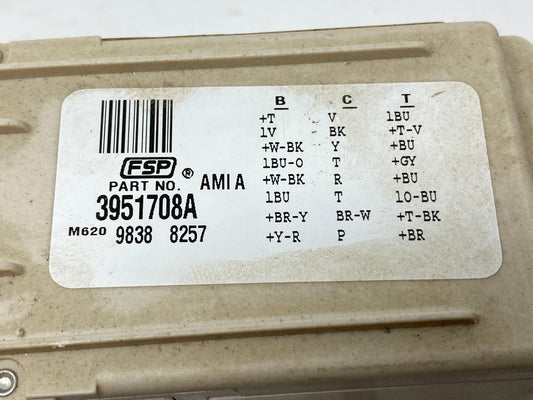 FSP ®
PART NO. AMI A
3951708A
M620 9838 8257
B C T
+T V 1BU
1V BK +T-V
+W-BK Y +BU
1BU-O T +GY
+W-BK R +BU
1BU T 10-BU
+BR-Y BR-W +T-BK
+Y-R P +BR